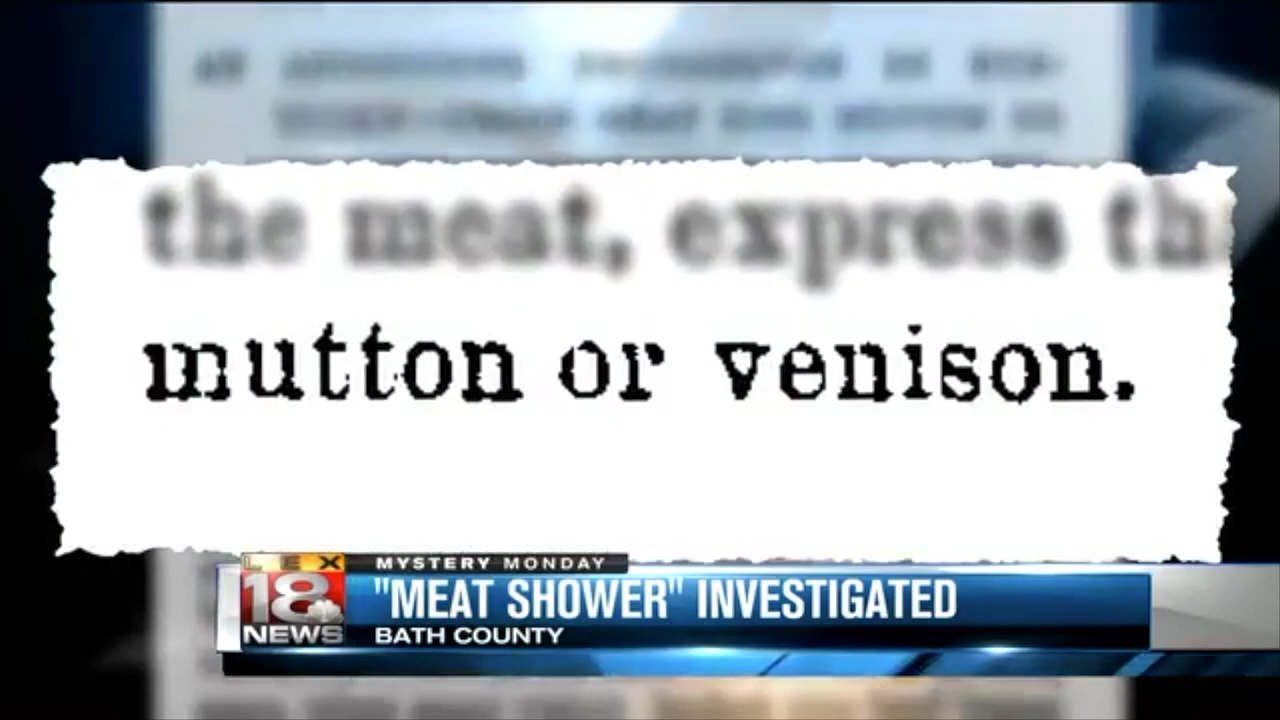 the meat, express th
mutton or venison.
LEX
18
NEWS
MYSTERY MONDAY
"MEAT SHOWER" INVESTIGATED
BATH COUNTY